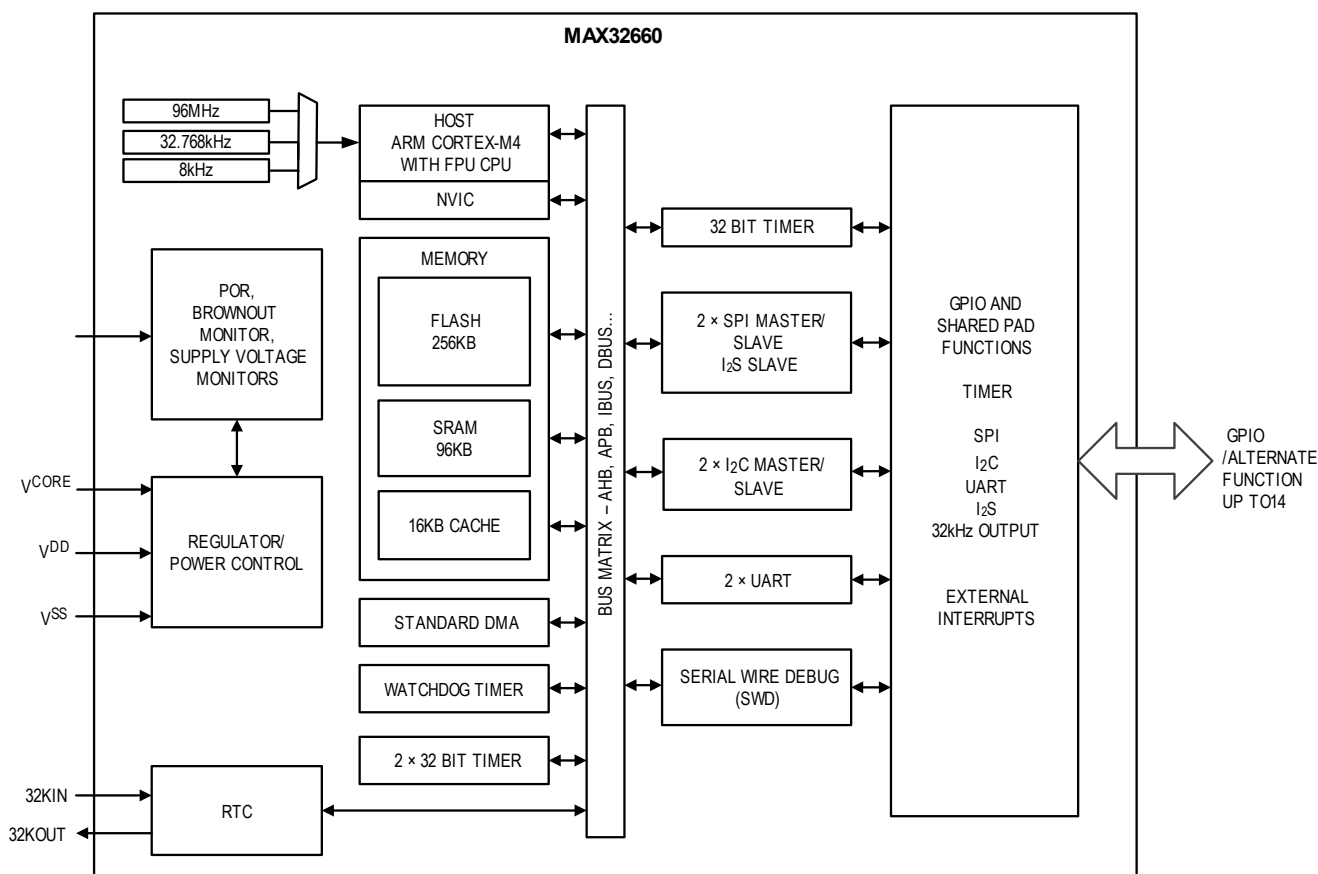 MAX32660
96MHz
32.768kHz
8kHz
HOST
ARM CORTEX-M4
WITH FPU CPU
NVIC
MEMORY
FLASH
256KB
SRAM
96KB
16KB CACHE
STANDARD DMA
WATCHDOG TIMER
2 × 32 BIT TIMER
POR,
BROWNOUT
MONITOR,
SUPPLY VOLTAGE
MONITORS
VCORE
VDD
VSS
REGULATOR/
POWER CONTROL
32KIN
32KOUT
RTC
BUS MATRIX – AHB, APB, IBUS, DBUS...
32 BIT TIMER
2 × SPI MASTER/
SLAVE
I2S SLAVE
2 × I2C MASTER/
SLAVE
2 × UART
SERIAL WIRE DEBUG
(SWD)
GPIO AND
SHARED PAD
FUNCTIONS
TIMER
SPI
I2C
UART
I2S
32kHz OUTPUT
EXTERNAL
INTERRUPTS
GPIO
/ALTERNATE
FUNCTION
UP TO14